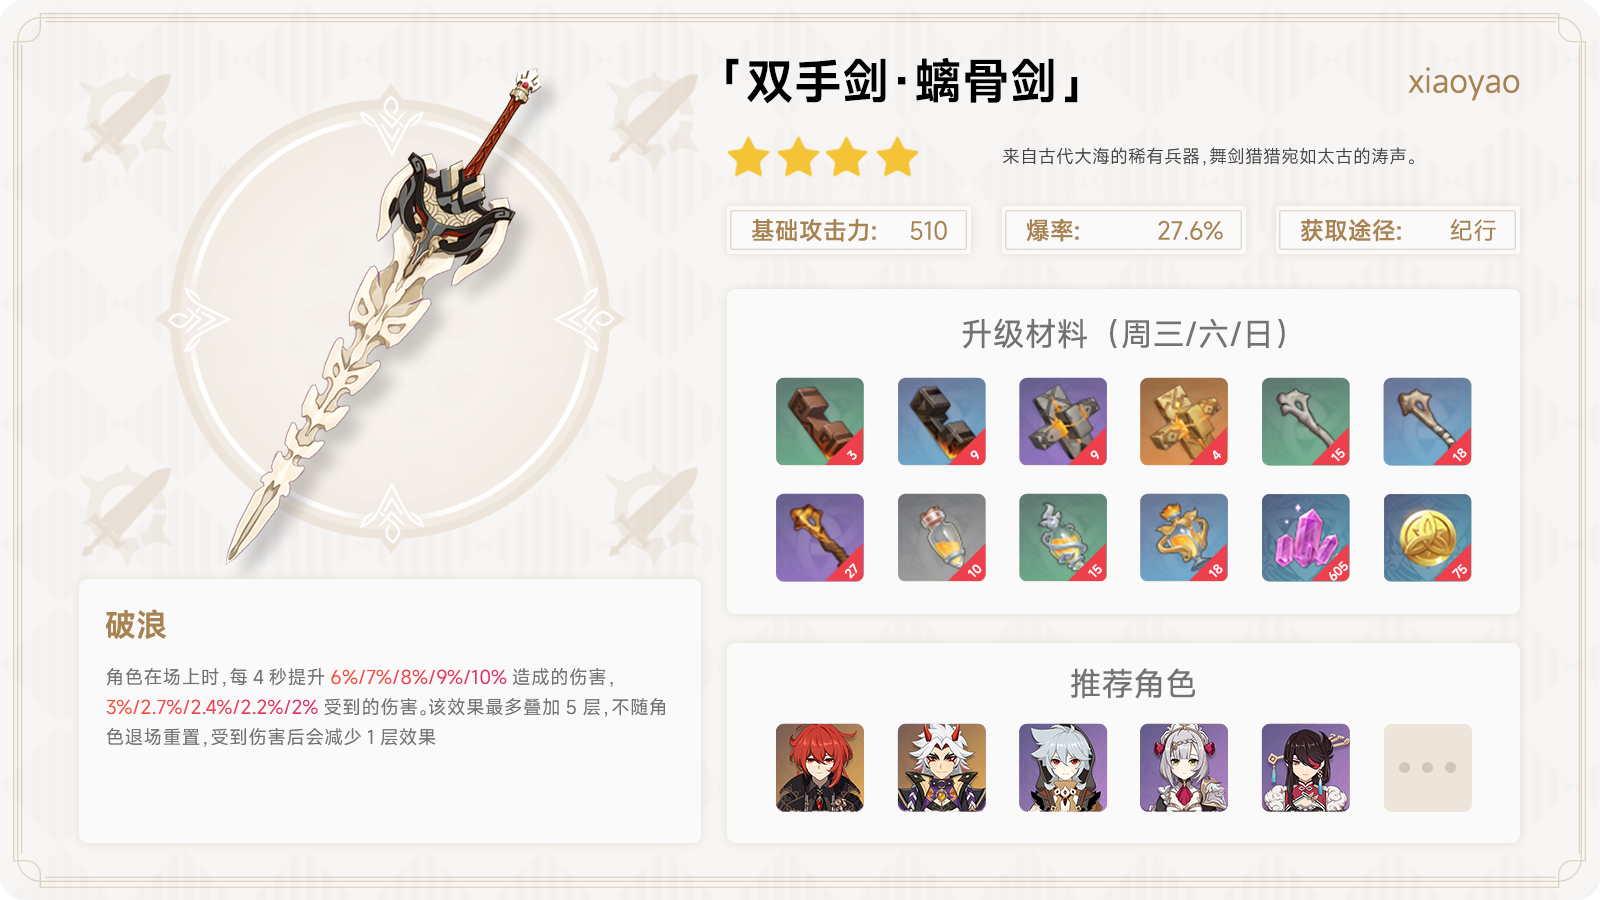 「双手剑·螭骨剑」
xiaoyao
来自古代大海的稀有兵器,舞剑猎猎宛如太古的涛声。
基础攻击力: 510
爆率: 27.6%
获取途径: 纪行
升级材料（周三/六/日）
3 9 9 4 15 18
27 10 15 18 605 75
破浪
角色在场上时,每 4 秒提升 6%/7%/8%/9%/10% 造成的伤害,
3%/2.7%/2.4%/2.2%/2% 受到的伤害。该效果最多叠加 5 层,不随角
色退场重置,受到伤害后会减少 1 层效果
推荐角色